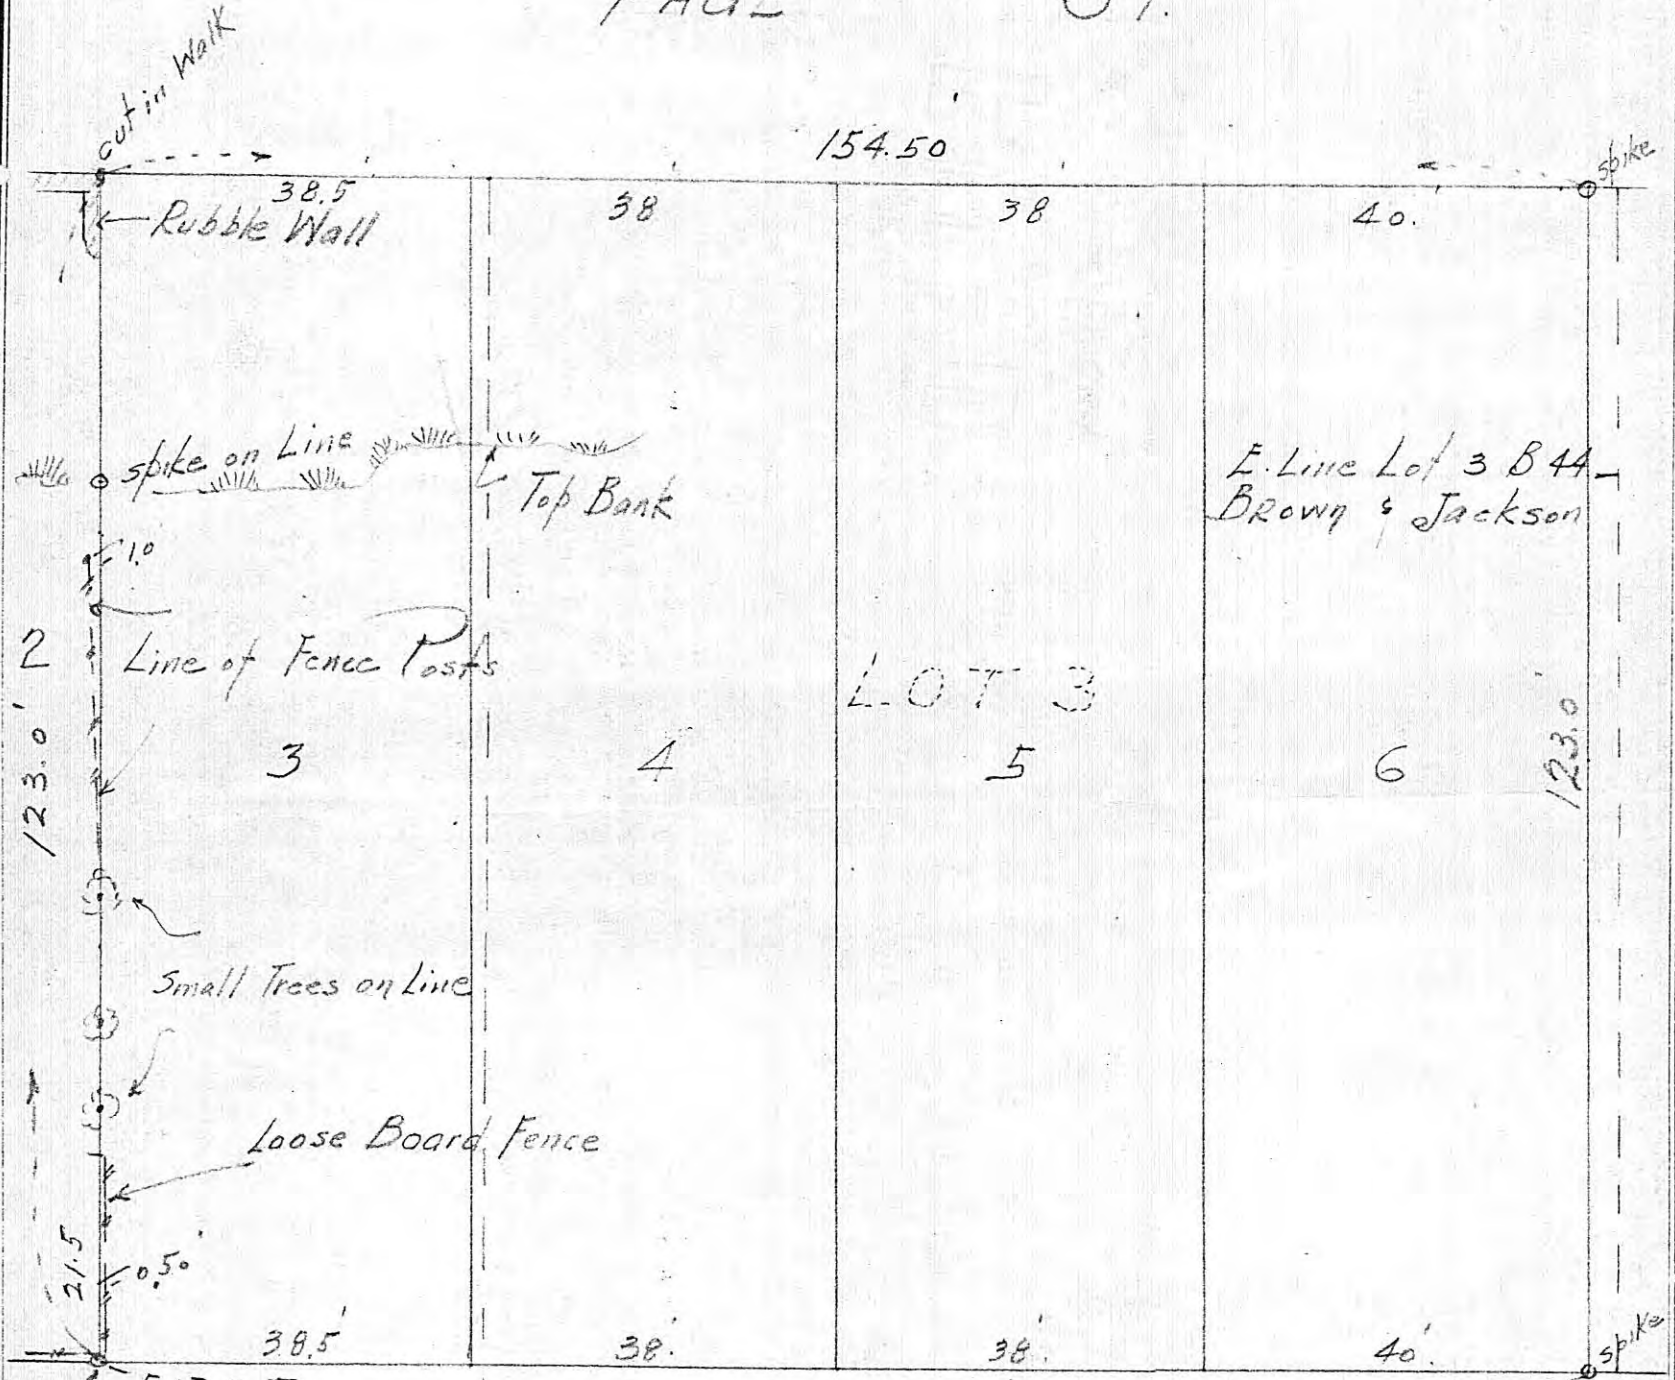 PAGE ST.
cut in Walk
154.50'
spike
38.5'
38'
38'
40.'
Rubble Wall
spike on Line
Top Bank
E. Line Lot 3 B 44
Brown & Jackson
1.0
2
Line of Fence Posts
LOT 3
123.0'
3
4
5
6
123.0'
Small Trees on Line
Loose Board Fence
21.5
0.50'
38.5'
38.'
38.'
40.'
spike